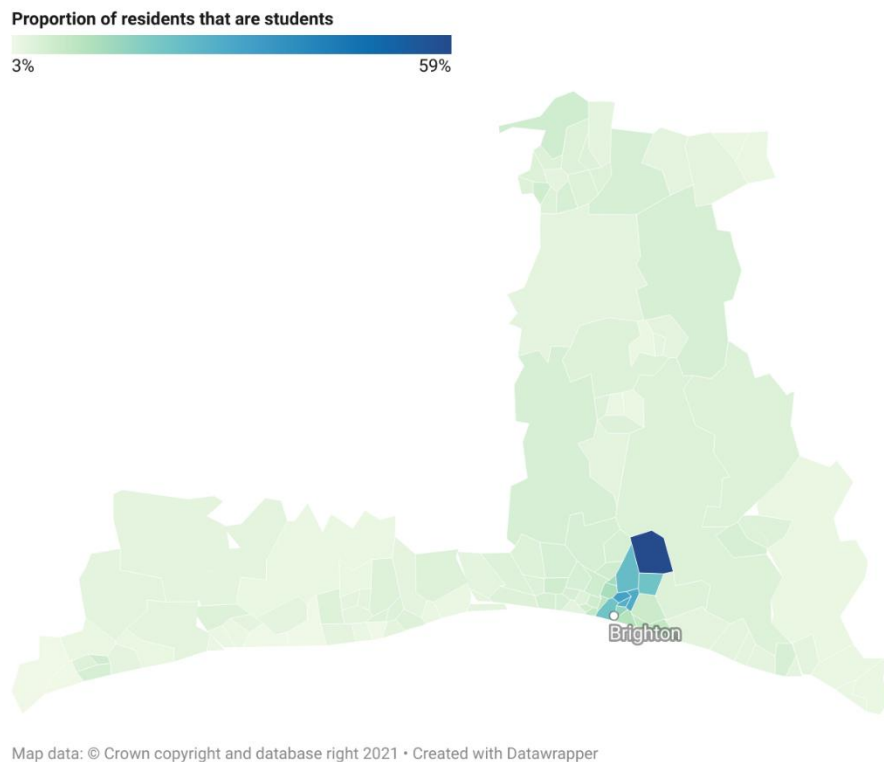 Proportion of residents that are students
3%
59%
Brighton
Map data: © Crown copyright and database right 2021 • Created with Datawrapper